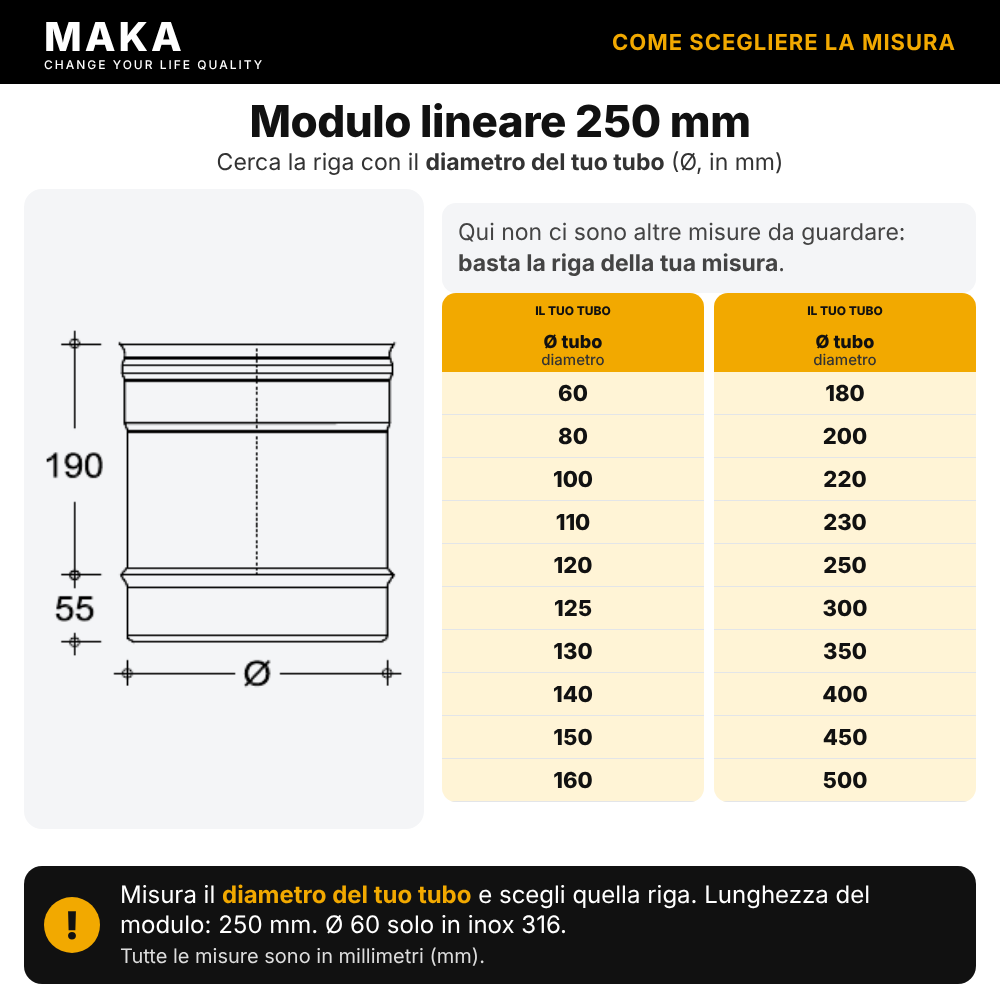 MAKA
CHANGE YOUR LIFE QUALITY
COME SCEGLIERE LA MISURA
Modulo lineare 250 mm
Cerca la riga con il diametro del tuo tubo (Ø, in mm)
190
55
Ø
Qui non ci sono altre misure da guardare:
basta la riga della tua misura.
IL TUO TUBO
Ø tubo
diametro
60
80
100
110
120
125
130
140
150
160
IL TUO TUBO
Ø tubo
diametro
180
200
220
230
250
300
350
400
450
500
!
Misura il diametro del tuo tubo e scegli quella riga. Lunghezza del
modulo: 250 mm. Ø 60 solo in inox 316.
Tutte le misure sono in millimetri (mm).